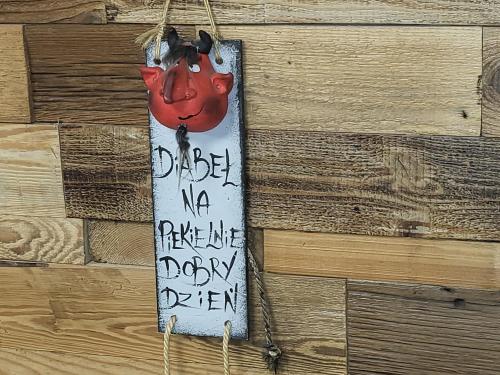 DIABEŁ
NA
PIEKIELNIE
DOBRY
DZIEŃ